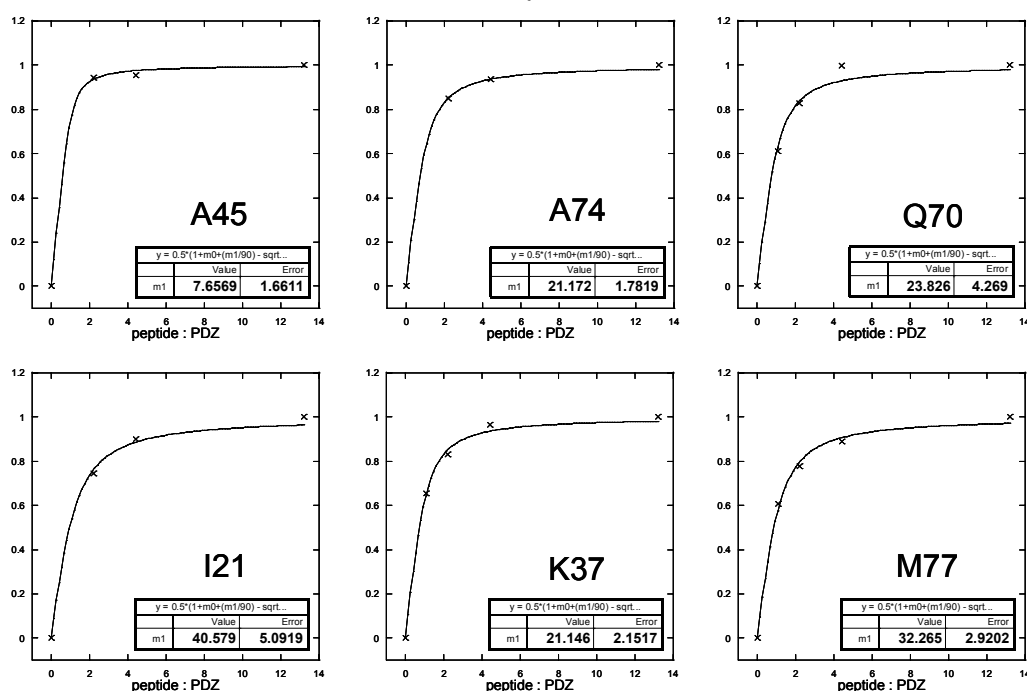 1.2
1
0.8
0.6
0.4
0.2
0
A45
y = 0.5*(1+m0+(m1/90) - sqrt...
Value Error
m1 7.6569 1.6611
0 2 4 6 8 10 12 14
peptide : PDZ
1.2
1
0.8
0.6
0.4
0.2
0
A74
y = 0.5*(1+m0+(m1/90) - sqrt...
Value Error
m1 21.172 1.7819
0 2 4 6 8 10 12 14
peptide : PDZ
1.2
1
0.8
0.6
0.4
0.2
0
Q70
y = 0.5*(1+m0+(m1/90) - sqrt...
Value Error
m1 23.826 4.269
0 2 4 6 8 10 12 14
peptide : PDZ
1.2
1
0.8
0.6
0.4
0.2
0
I21
y = 0.5*(1+m0+(m1/90) - sqrt...
Value Error
m1 40.579 5.0919
0 2 4 6 8 10 12 14
peptide : PDZ
1.2
1
0.8
0.6
0.4
0.2
0
K37
y = 0.5*(1+m0+(m1/90) - sqrt...
Value Error
m1 21.146 2.1517
0 2 4 6 8 10 12 14
peptide : PDZ
1.2
1
0.8
0.6
0.4
0.2
0
M77
y = 0.5*(1+m0+(m1/90) - sqrt...
Value Error
m1 32.265 2.9202
0 2 4 6 8 10 12 14
peptide : PDZ